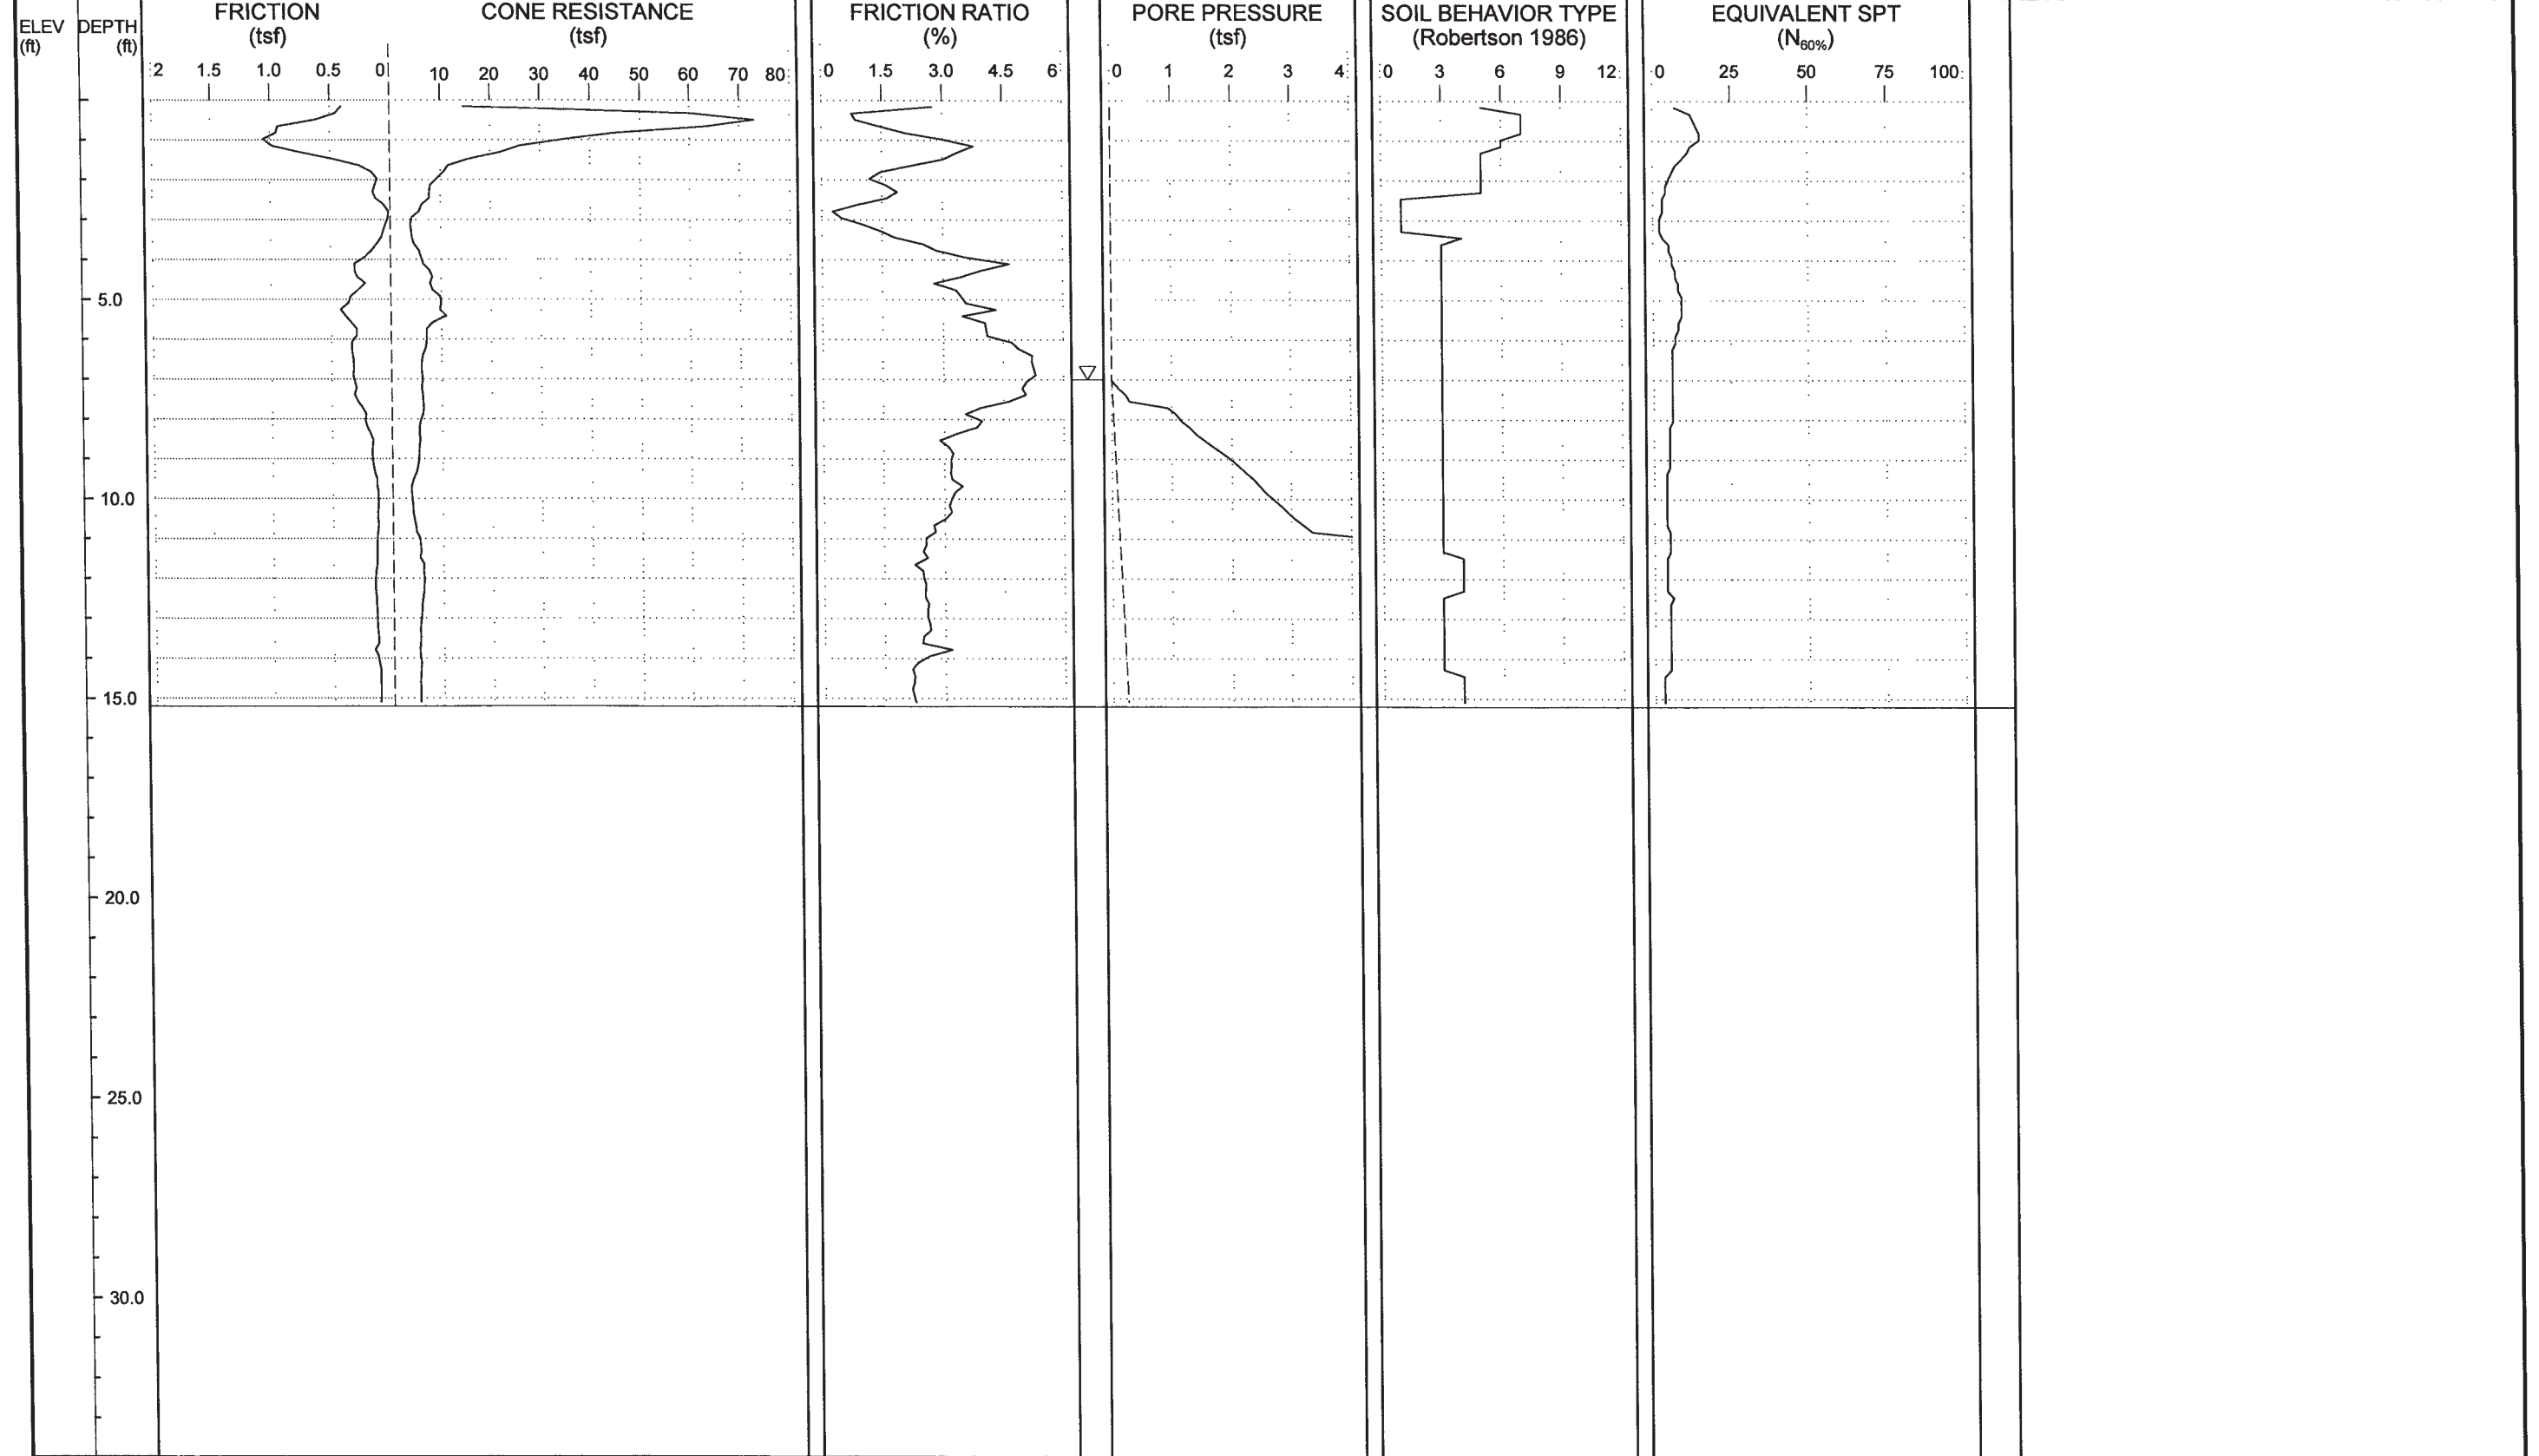 FRICTION CONE RESISTANCE FRICTION RATIO PORE PRESSURE SOIL BEHAVIOR TYPE EQUIVALENT SPT
ELEV DEPTH (tsf) (tsf) (%) (tsf) (Robertson 1986) (N60%)
(ft) (ft)
2 1.5 1.0 0.5 0 10 20 30 40 50 60 70 80 0 1.5 3.0 4.5 6 0 1 2 3 4 0 3 6 9 12 0 25 50 75 100
5.0
10.0
15.0
20.0
25.0
30.0